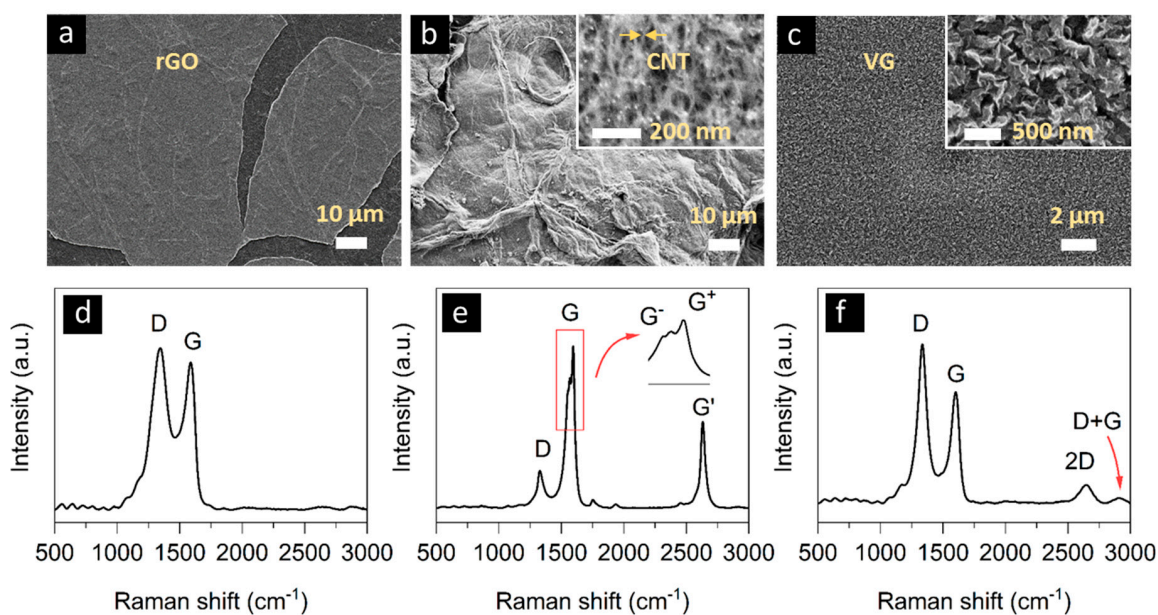 a
rGO
10 μm
b
CNT
200 nm
10 μm
c
VG
500 nm
2 μm
d
D
G
Intensity (a.u.)
500 1000 1500 2000 2500 3000
Raman shift (cm⁻¹)
e
G
G⁻
G⁺
D
G'
Intensity (a.u.)
500 1000 1500 2000 2500 3000
Raman shift (cm⁻¹)
f
D
G
D+G
2D
Intensity (a.u.)
500 1000 1500 2000 2500 3000
Raman shift (cm⁻¹)